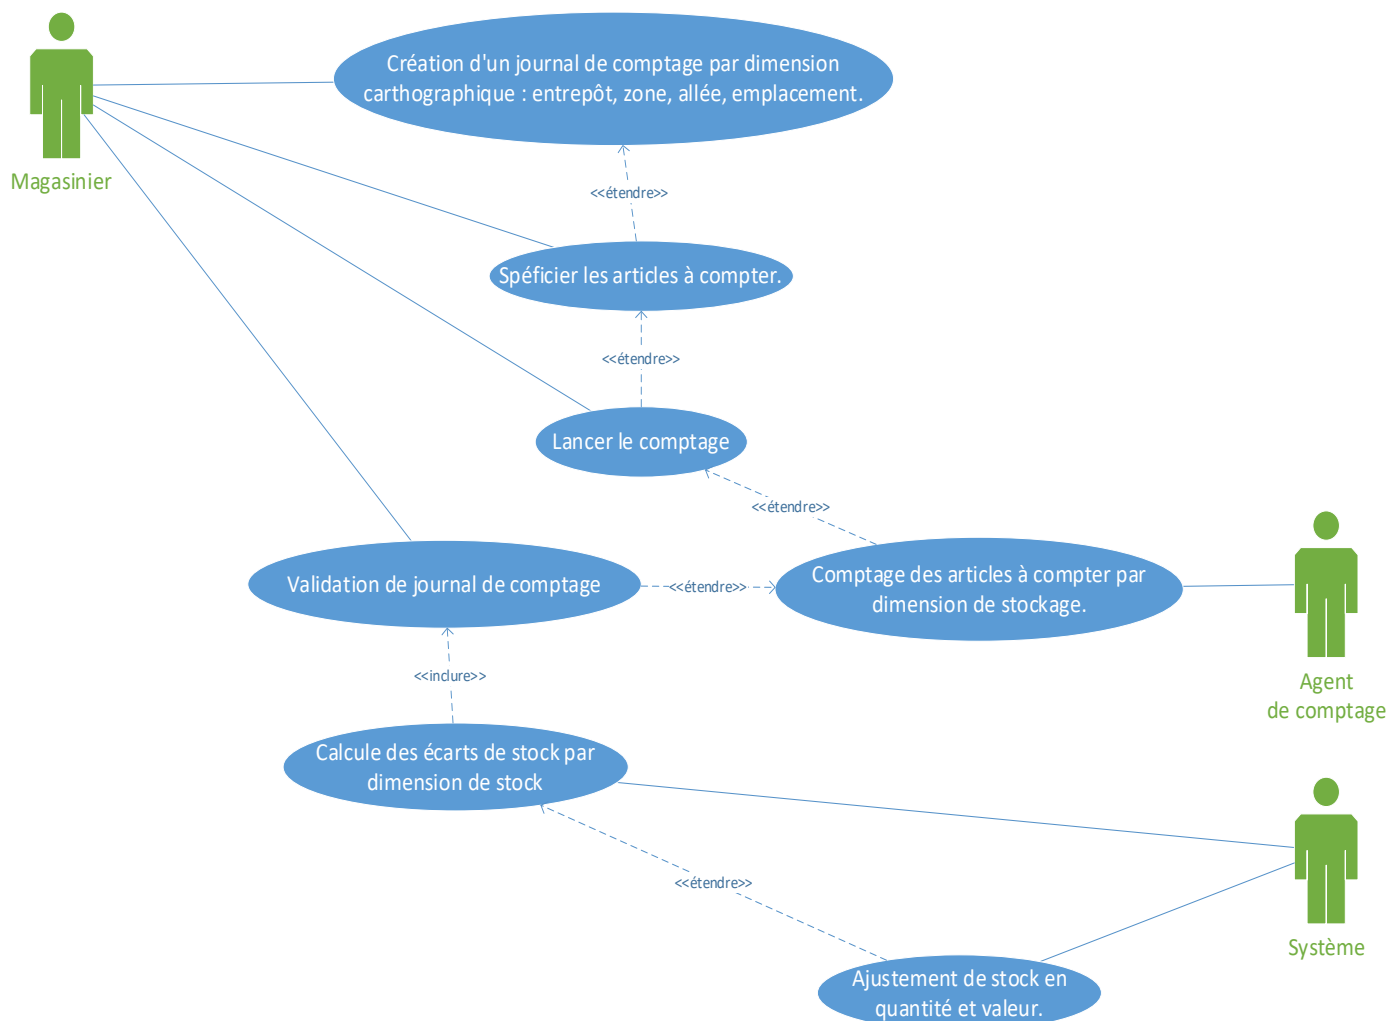 Création d'un journal de comptage par dimension
carthographique : entrepôt, zone, allée, emplacement.
Magasinier
<<étendre>>
Spéficier les articles à compter.
<<étendre>>
Lancer le comptage
<<étendre>>
Validation de journal de comptage
<<étendre>>
Comptage des articles à compter par
dimension de stockage.
<<inclure>>
Agent
de comptage
Calcule des écarts de stock par
dimension de stock
<<étendre>>
Système
Ajustement de stock en
quantité et valeur.